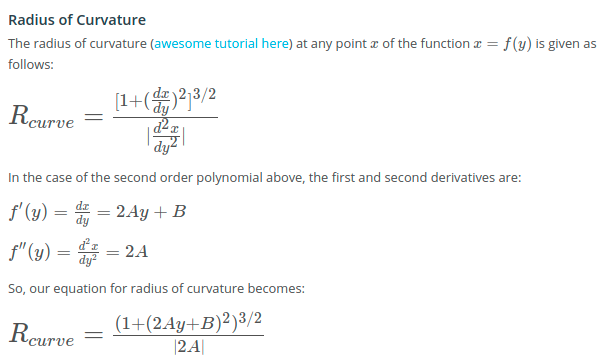 Radius of Curvature
The radius of curvature (awesome tutorial here) at any point x of the function x = f(y) is given as
follows:
R_{curve} = \frac{[1+(\frac{dx}{dy})^2]^{3/2}}{|\frac{d^2x}{dy^2}|}
In the case of the second order polynomial above, the first and second derivatives are:
f'(y) = \frac{dx}{dy} = 2Ay + B
f''(y) = \frac{d^2x}{dy^2} = 2A
So, our equation for radius of curvature becomes:
R_{curve} = \frac{(1+(2Ay+B)^2)^{3/2}}{|2A|}